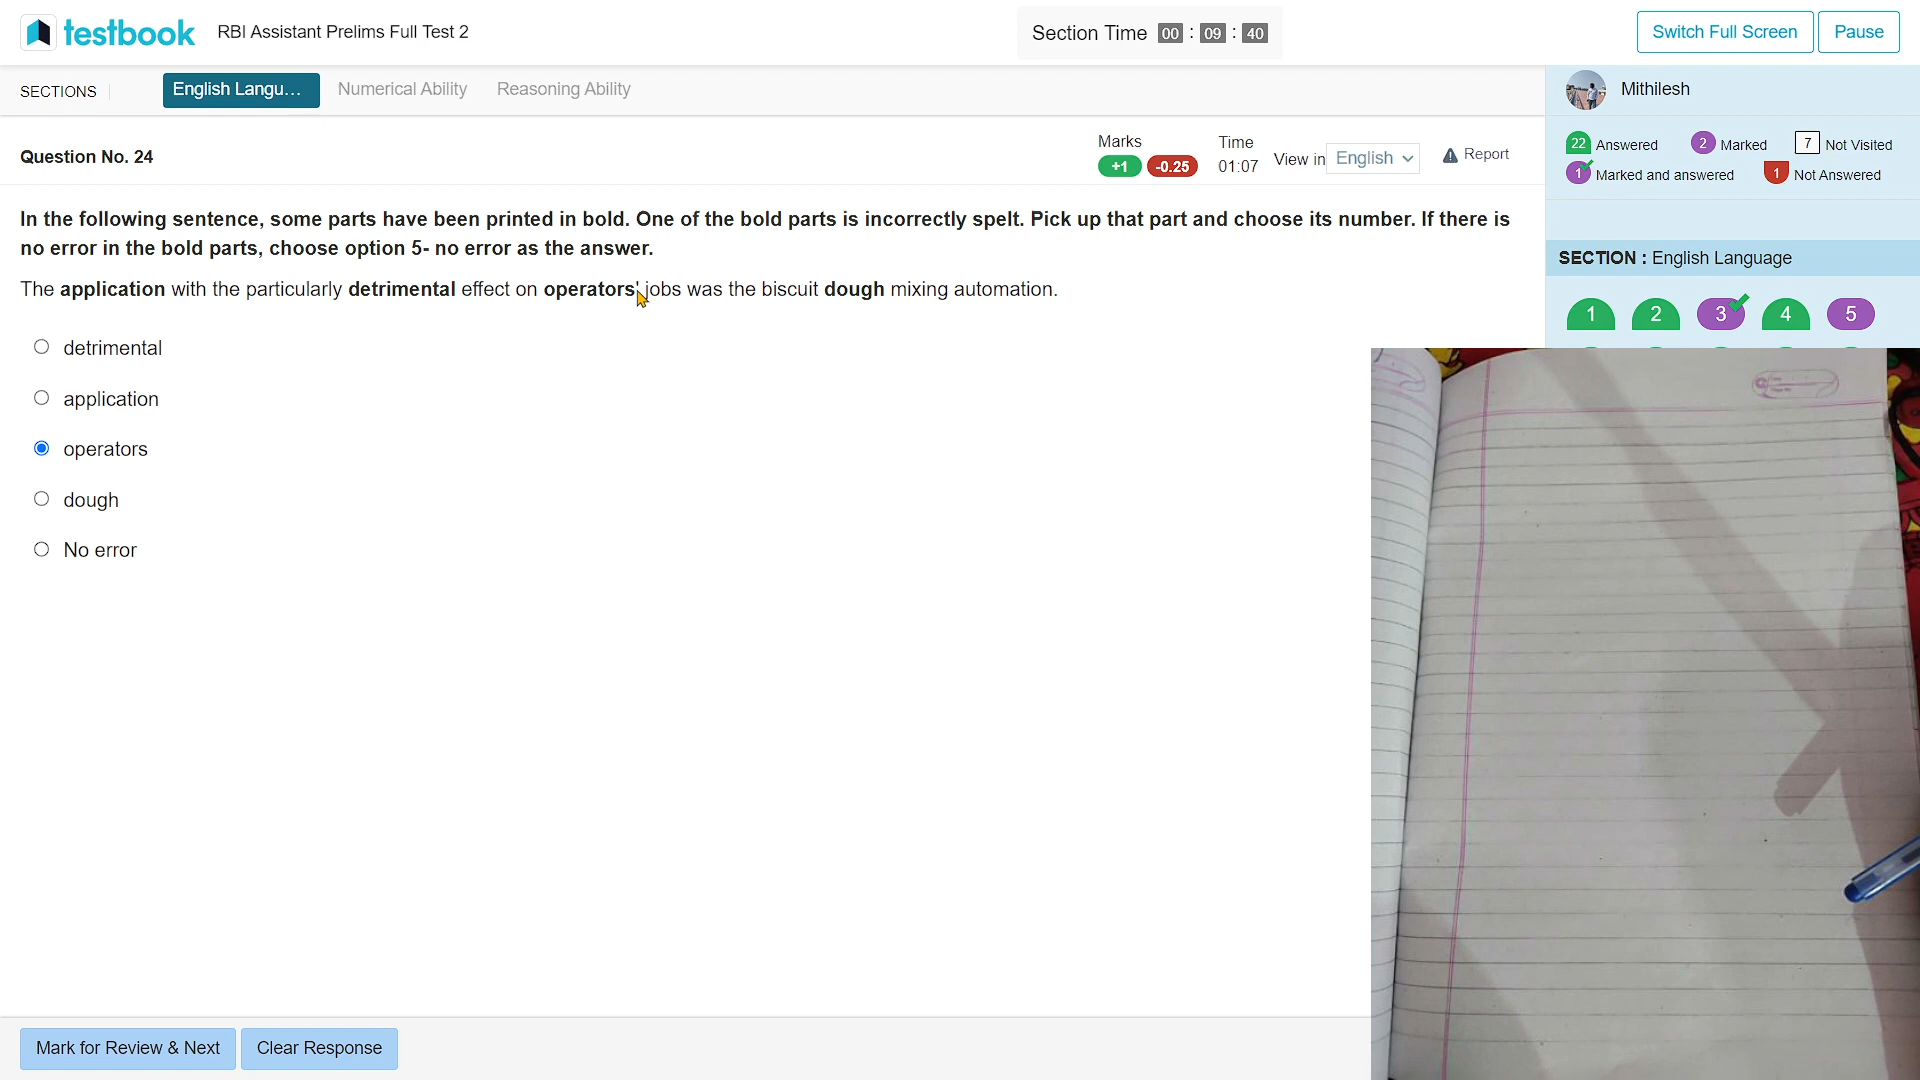 testbook RBI Assistant Prelims Full Test 2 Section Time 00 : 09 : 40 Switch Full Screen Pause
SECTIONS English Langu... Numerical Ability Reasoning Ability Mithilesh
Question No. 24 Marks +1 -0.25 Time 01:07 View in English Report
22 Answered 2 Marked 7 Not Visited
1 Marked and answered 1 Not Answered
In the following sentence, some parts have been printed in bold. One of the bold parts is incorrectly spelt. Pick up that part and choose its number. If there is
no error in the bold parts, choose option 5- no error as the answer.
The application with the particularly detrimental effect on operators' jobs was the biscuit dough mixing automation.
detrimental
application
operators
dough
No error
SECTION : English Language
1 2 3 4 5
Mark for Review & Next Clear Response